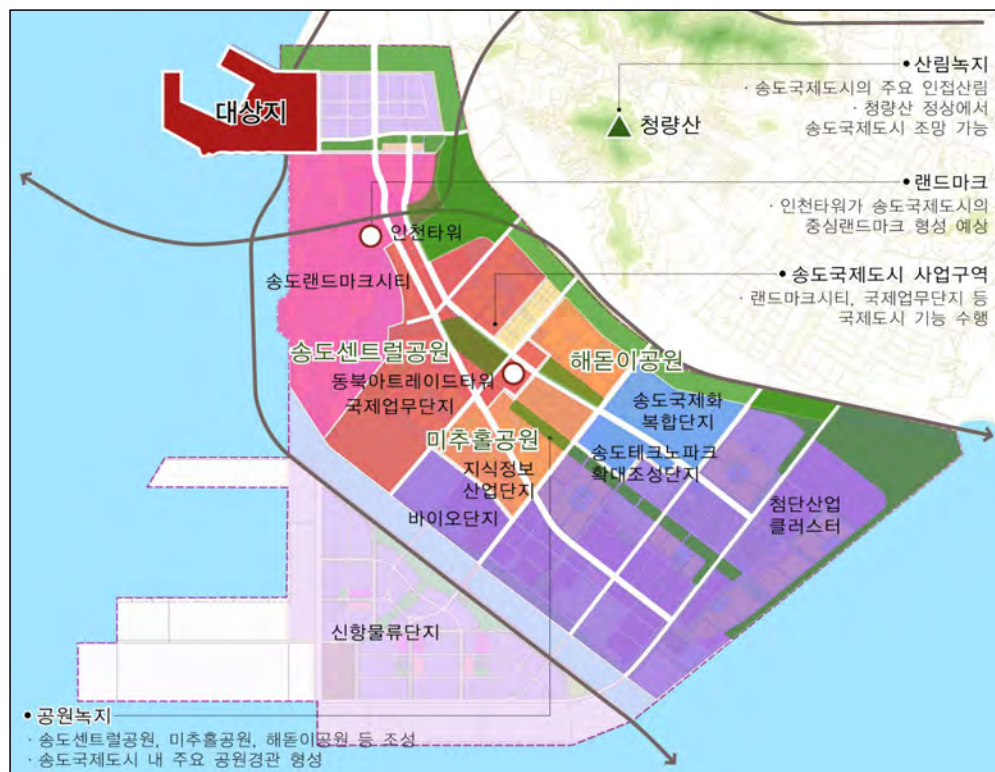 대상지
• 산림녹지
· 송도국제도시의 주요 인접산림
· 청량산 정상에서
송도국제도시 조망 가능
청량산
• 랜드마크
· 인천타워가 송도국제도시의
중심랜드마크 형성 예상
인천타워
송도랜드마크시티
• 송도국제도시 사업구역
· 랜드마크시티, 국제업무단지 등
국제도시 기능 수행
송도센트럴공원
해돋이공원
동북아트레이드타워
국제업무단지
송도국제화
복합단지
미추홀공원
송도테크노파크
확대조성단지
지식정보
산업단지
바이오단지
첨단산업
클러스터
신항물류단지
• 공원녹지
· 송도센트럴공원, 미추홀공원, 해돋이공원 등 조성
· 송도국제도시 내 주요 공원경관 형성